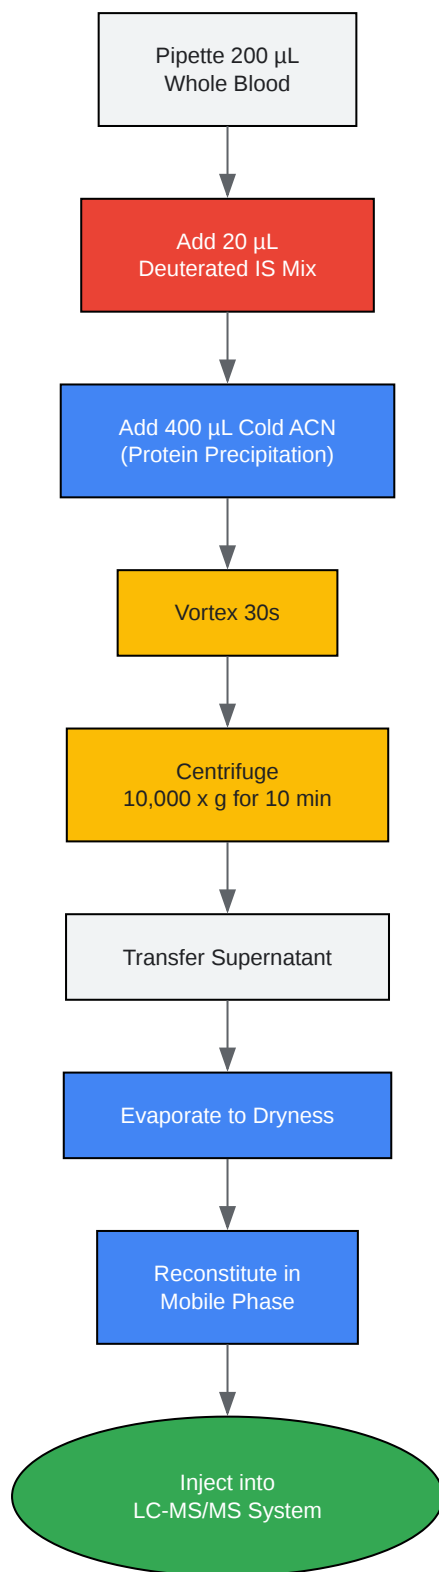 Pipette 200 µL
Whole Blood
Add 20 µL
Deuterated IS Mix
Add 400 µL Cold ACN
(Protein Precipitation)
Vortex 30s
Centrifuge
10,000 x g for 10 min
Transfer Supernatant
Evaporate to Dryness
Reconstitute in
Mobile Phase
Inject into
LC-MS/MS System